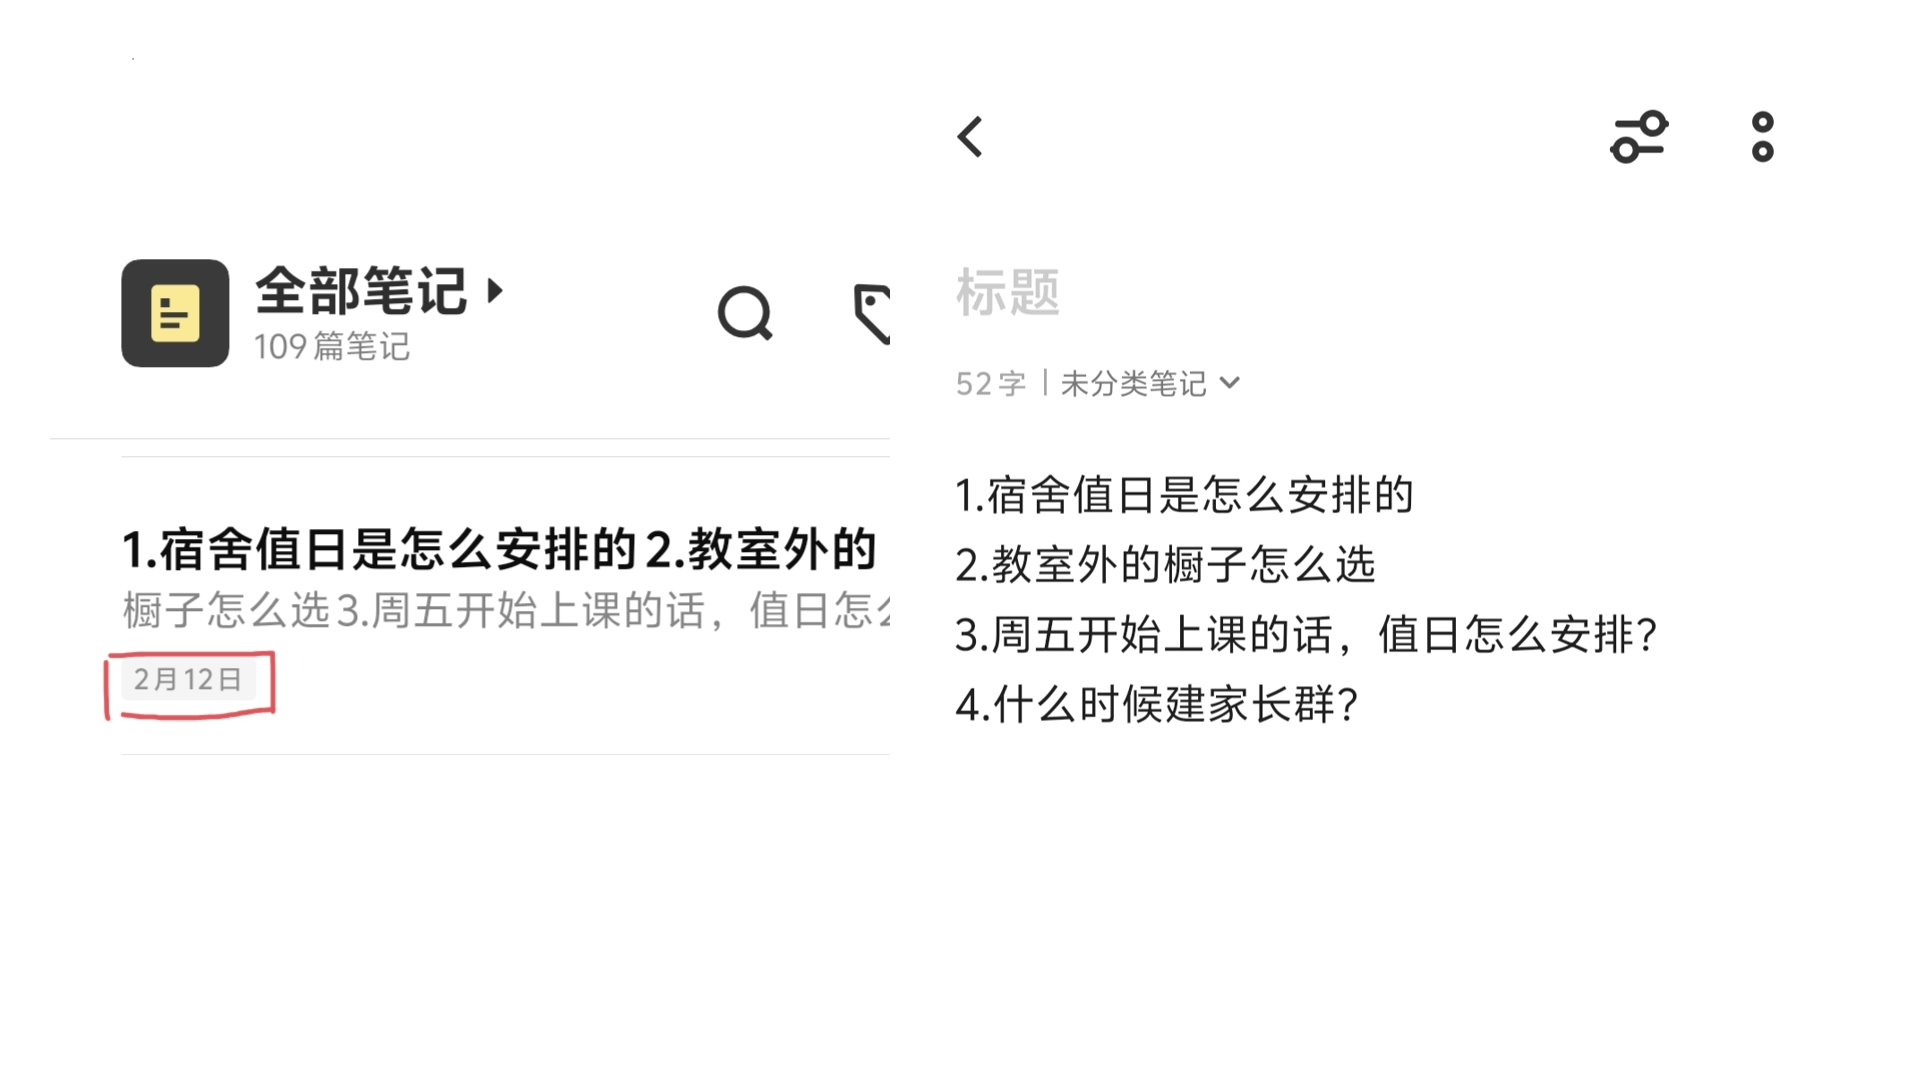 全部笔记
109篇笔记
1.宿舍值日是怎么安排的2.教室外的
橱子怎么选3.周五开始上课的话，值日怎么
2月12日
标题
52字 | 未分类笔记
1.宿舍值日是怎么安排的
2.教室外的橱子怎么选
3.周五开始上课的话，值日怎么安排？
4.什么时候建家长群？